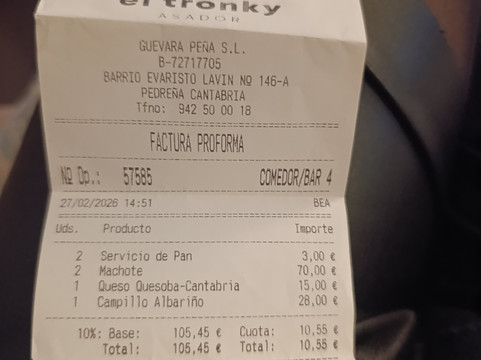 el tronky
ASADOR
GUEVARA PEÑA S.L.
B-72717705
BARRIO EVARISTO LAVIN Nº 146-A
PEDREÑA CANTABRIA
Tfno: 942 50 00 18
FACTURA PROFORMA
Nº Op.: 57585 COMEDOR/BAR 4
27/02/2026 14:51 BEA
Uds. Producto Importe
2 Servicio de Pan 3,00 €
2 Machote 70,00 €
1 Queso Quesoba-Cantabria 15,00 €
1 Campillo Albariño 28,00 €
10%: Base: 105,45 € Cuota: 10,55 €
Total: 105,45 € Total: 10,55 €